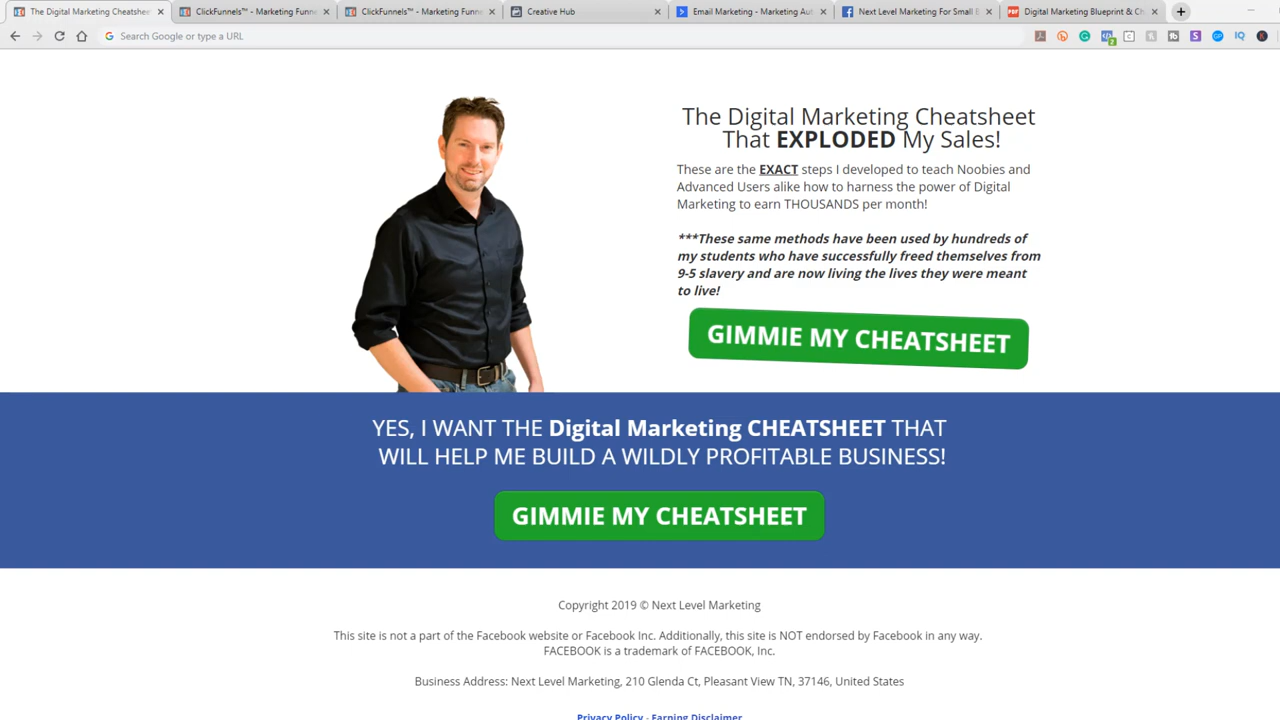 The Digital Marketing Cheatshee
ClickFunnels™ - Marketing Funne
ClickFunnels™ - Marketing Funne
Creative Hub
Email Marketing - Marketing Aut
Next Level Marketing For Small B
Digital Marketing Blueprint & Ch
Search Google or type a URL
The Digital Marketing Cheatsheet
That EXPLODED My Sales!
These are the EXACT steps I developed to teach Noobies and
Advanced Users alike how to harness the power of Digital
Marketing to earn THOUSANDS per month!
***These same methods have been used by hundreds of
my students who have successfully freed themselves from
9-5 slavery and are now living the lives they were meant
to live!
GIMMIE MY CHEATSHEET
YES, I WANT THE Digital Marketing CHEATSHEET THAT
WILL HELP ME BUILD A WILDLY PROFITABLE BUSINESS!
GIMMIE MY CHEATSHEET
Copyright 2019 © Next Level Marketing
This site is not a part of the Facebook website or Facebook Inc. Additionally, this site is NOT endorsed by Facebook in any way.
FACEBOOK is a trademark of FACEBOOK, Inc.
Business Address: Next Level Marketing, 210 Glenda Ct, Pleasant View TN, 37146, United States
Privacy Policy - Earning Disclaimer